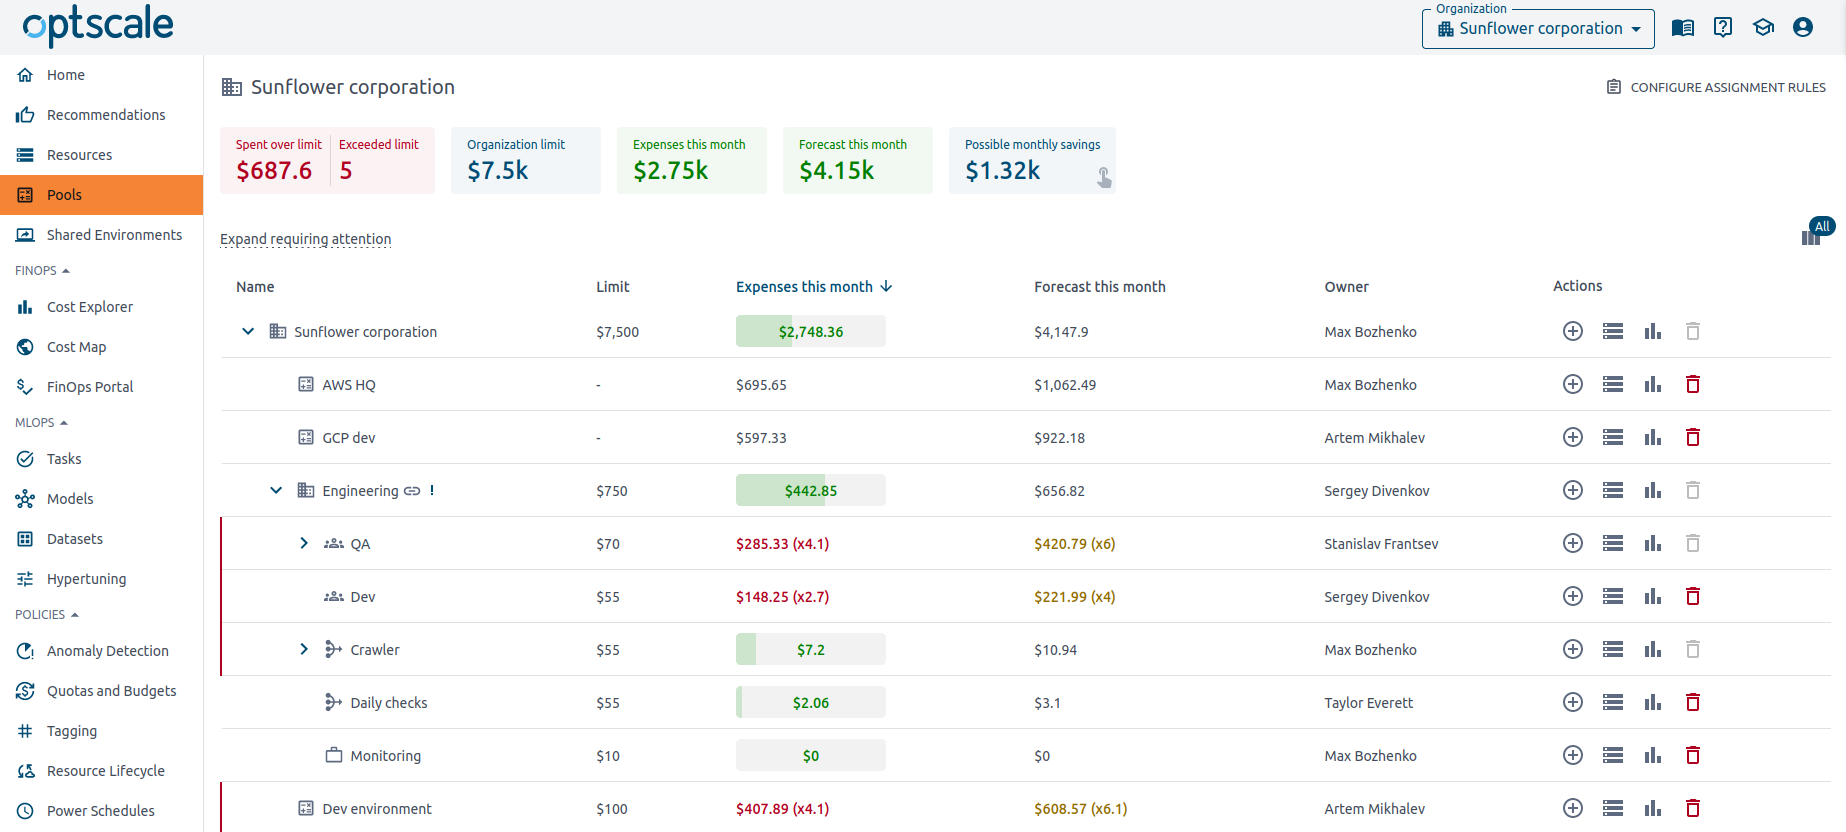 optscale
Organization
Sunflower corporation
Home
Recommendations
Resources
Pools
Shared Environments
FINOPS
Cost Explorer
Cost Map
FinOps Portal
MLOPS
Tasks
Models
Datasets
Hypertuning
POLICIES
Anomaly Detection
Quotas and Budgets
Tagging
Resource Lifecycle
Power Schedules
Sunflower corporation
CONFIGURE ASSIGNMENT RULES
Spent over limit Exceeded limit Organization limit Expenses this month Forecast this month Possible monthly savings
$687.6 5 $7.5k $2.75k $4.15k $1.32k
Expand requiring attention
All
Name Limit Expenses this month Forecast this month Owner Actions
Sunflower corporation $7,500 $2,748.36 $4,147.9 Max Bozhenko
AWS HQ - $695.65 $1,062.49 Max Bozhenko
GCP dev - $597.33 $922.18 Artem Mikhalev
Engineering ! $750 $442.85 $656.82 Sergey Divenkov
QA $70 $285.33 (x4.1) $420.79 (x6) Stanislav Frantsev
Dev $55 $148.25 (x2.7) $221.99 (x4) Sergey Divenkov
Crawler $55 $7.2 $10.94 Max Bozhenko
Daily checks $55 $2.06 $3.1 Taylor Everett
Monitoring $10 $0 $0 Max Bozhenko
Dev environment $100 $407.89 (x4.1) $608.57 (x6.1) Artem Mikhalev